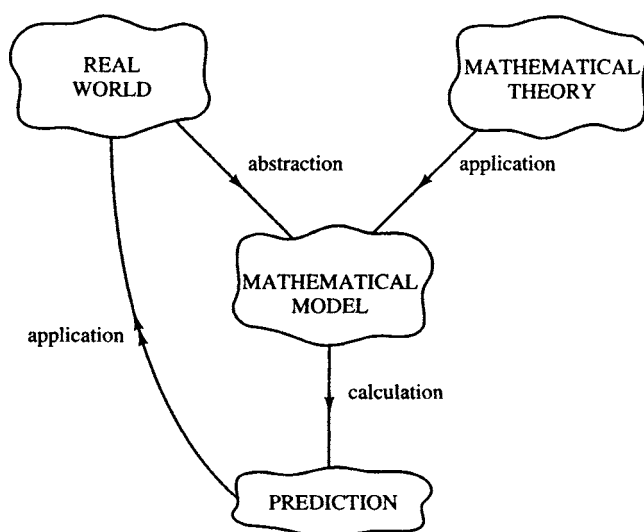 REAL
WORLD
MATHEMATICAL
THEORY
abstraction
application
MATHEMATICAL
MODEL
application
calculation
PREDICTION